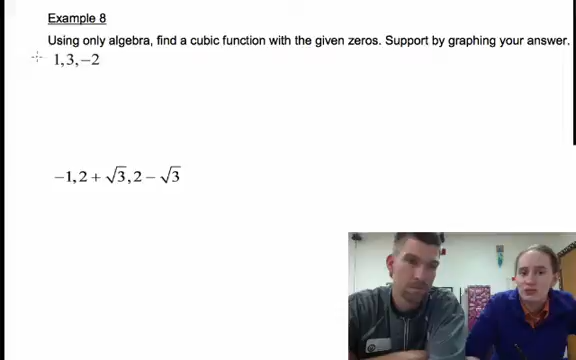 Example 8
Using only algebra, find a cubic function with the given zeros. Support by graphing your answer.
1, 3, −2
−1, 2 + √3, 2 − √3